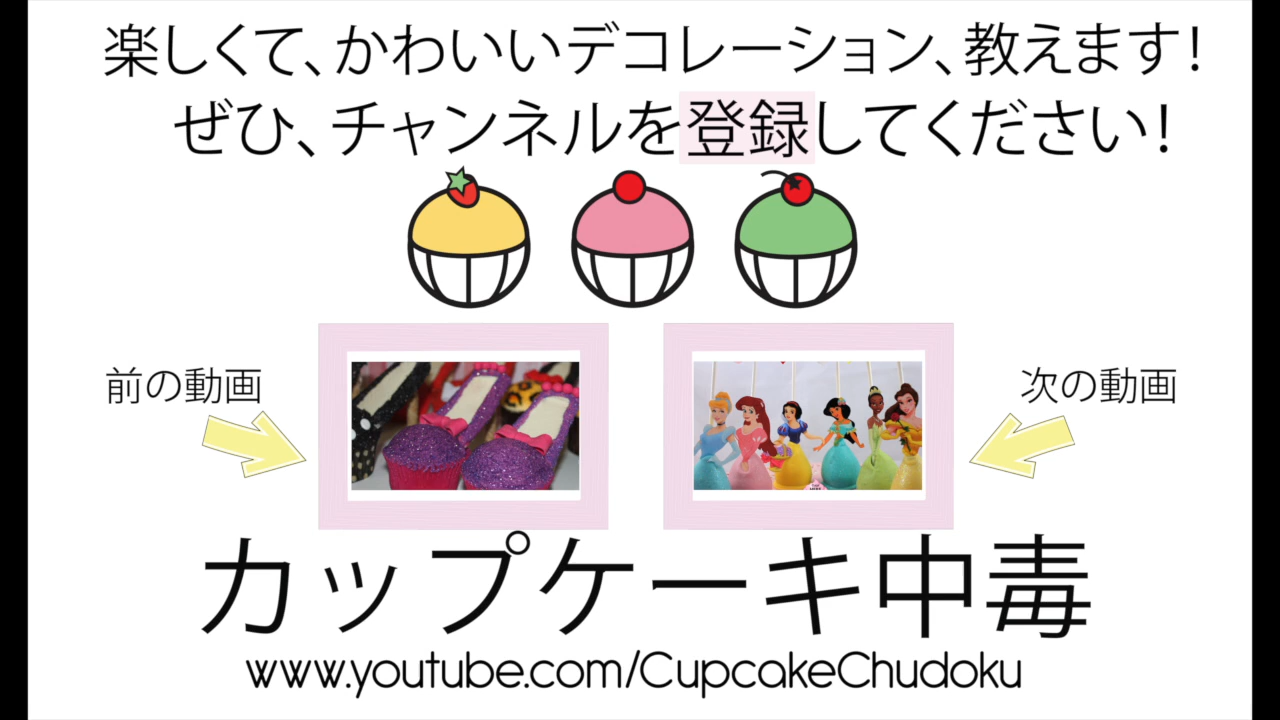 楽しくて、かわいいデコレーション、教えます!
ぜひ、チャンネルを登録してください!
前の動画
次の動画
カップケーキ中毒
www.youtube.com/CupcakeChudoku